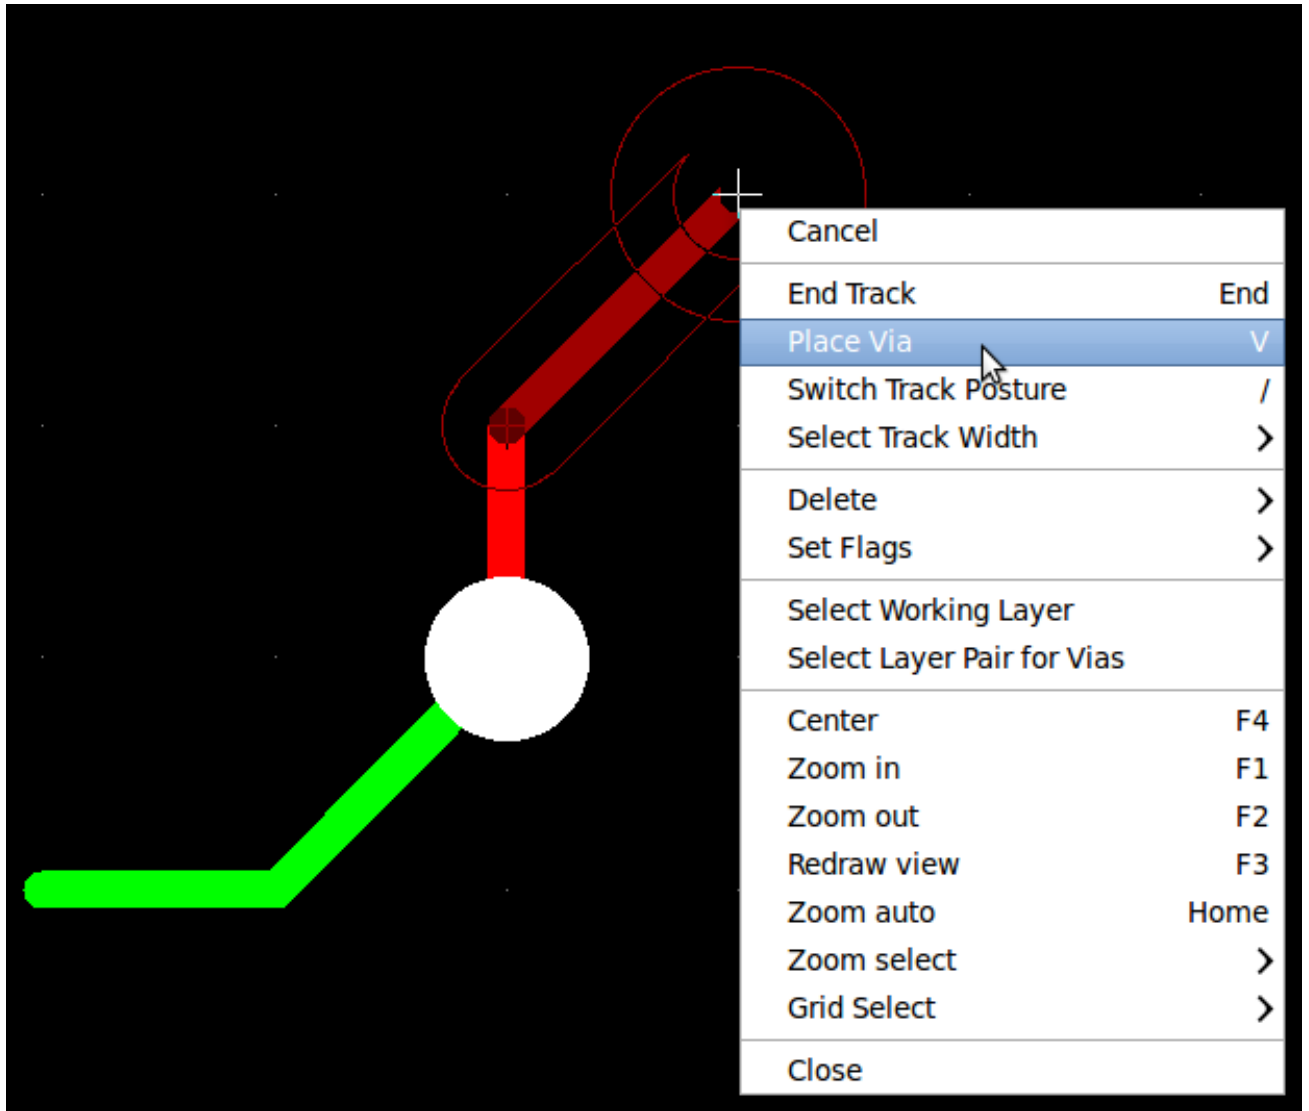 Cancel
End Track End
Place Via V
Switch Track Posture /
Select Track Width
Delete
Set Flags
Select Working Layer
Select Layer Pair for Vias
Center F4
Zoom in F1
Zoom out F2
Redraw view F3
Zoom auto Home
Zoom select
Grid Select
Close